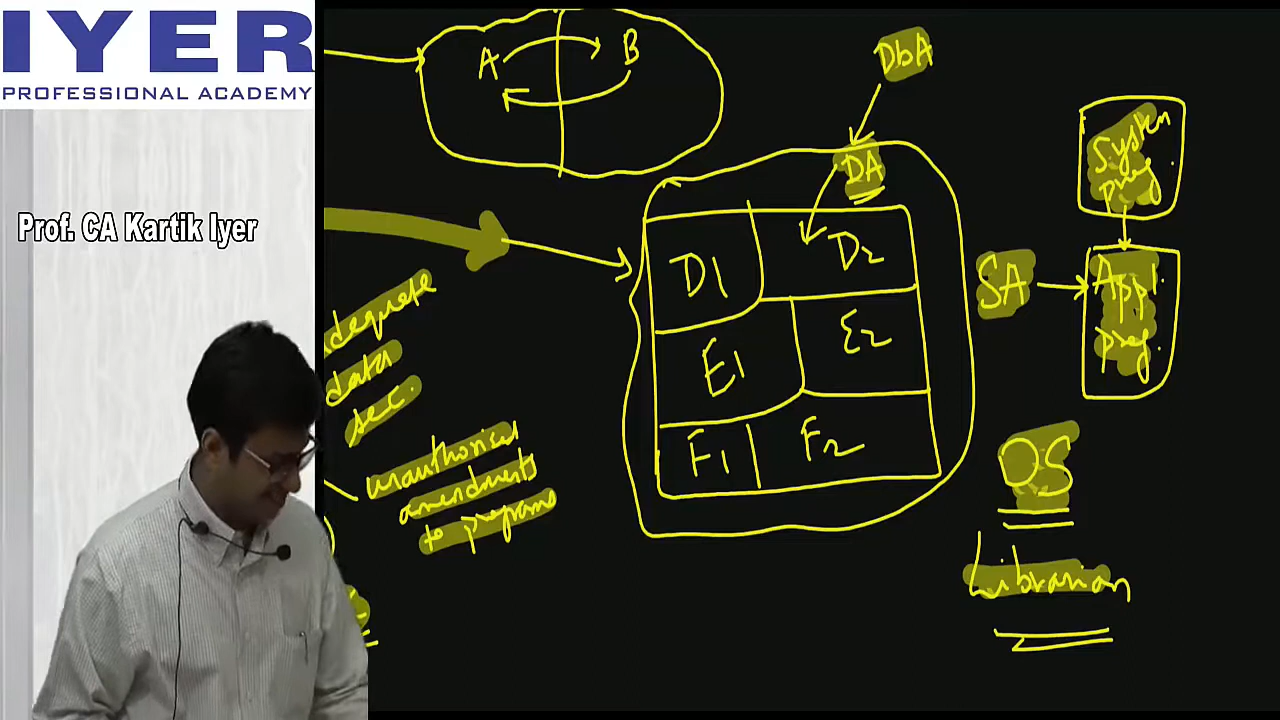 IYER
PROFESSIONAL ACADEMY
Prof. CA Kartik Iyer
A B
DbA
DA
System
prog.
D1 D2
SA
Appl.
prog.
E1 E2
F1 F2
adequate
data
sec.
unauthorised
amendments
to programs
OS
Librarian